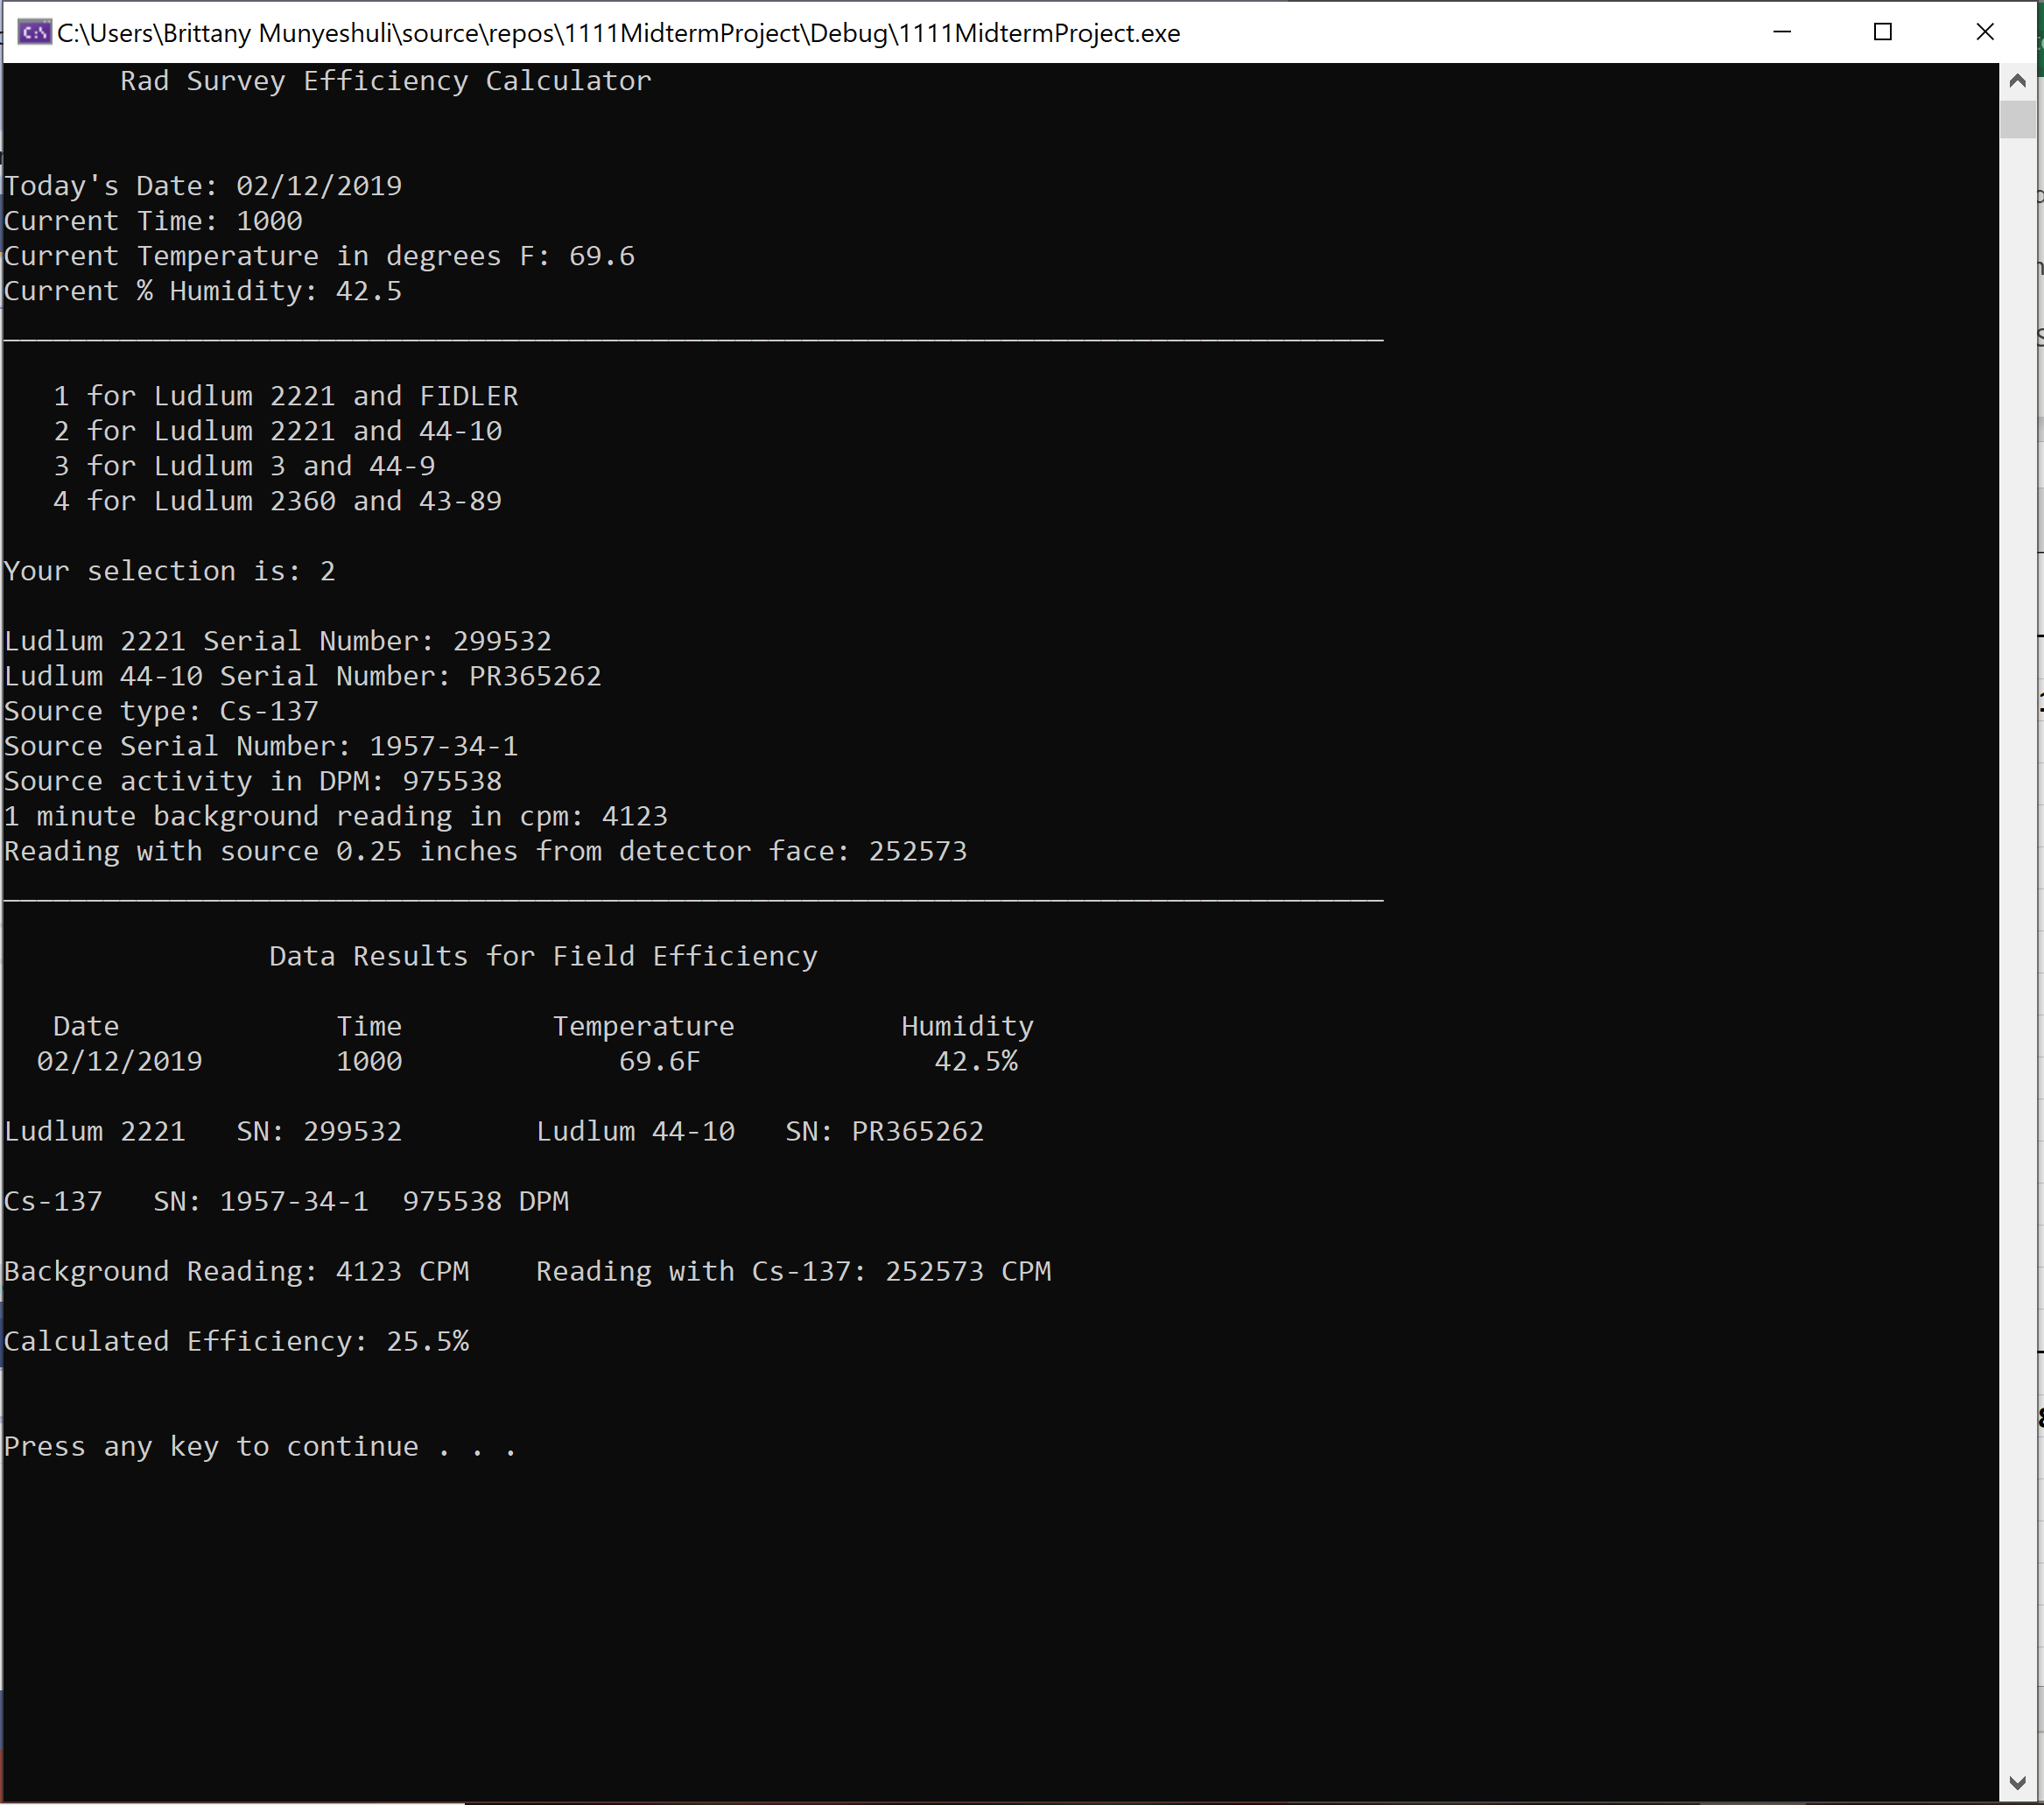 C:\Users\Brittany Munyeshuli\source\repos\1111MidtermProject\Debug\1111MidtermProject.exe
Rad Survey Efficiency Calculator
Today's Date: 02/12/2019
Current Time: 1000
Current Temperature in degrees F: 69.6
Current % Humidity: 42.5
1 for Ludlum 2221 and FIDLER
2 for Ludlum 2221 and 44-10
3 for Ludlum 3 and 44-9
4 for Ludlum 2360 and 43-89
Your selection is: 2
Ludlum 2221 Serial Number: 299532
Ludlum 44-10 Serial Number: PR365262
Source type: Cs-137
Source Serial Number: 1957-34-1
Source activity in DPM: 975538
1 minute background reading in cpm: 4123
Reading with source 0.25 inches from detector face: 252573
Data Results for Field Efficiency
Date Time Temperature Humidity
02/12/2019 1000 69.6F 42.5%
Ludlum 2221 SN: 299532 Ludlum 44-10 SN: PR365262
Cs-137 SN: 1957-34-1 975538 DPM
Background Reading: 4123 CPM Reading with Cs-137: 252573 CPM
Calculated Efficiency: 25.5%
Press any key to continue . . .